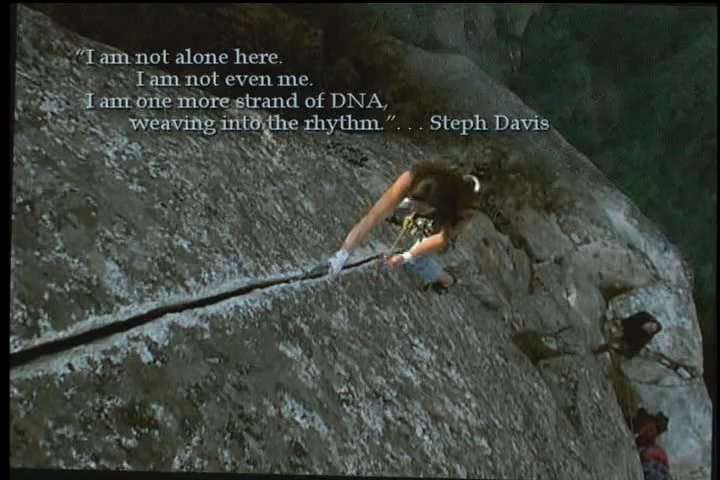 "I am not alone here.
I am not even me.
I am one more strand of DNA,
weaving into the rhythm.". . . Steph Davis